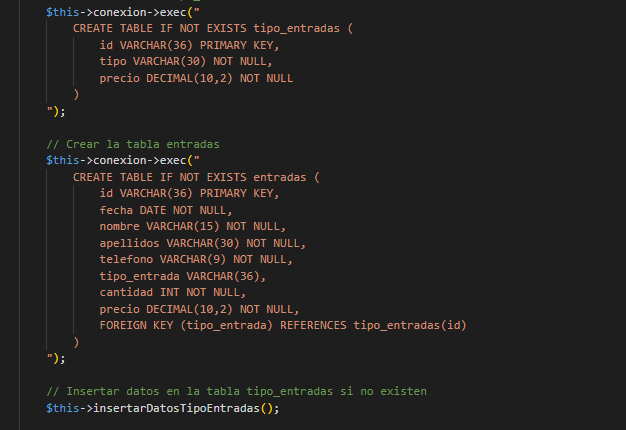 $this->conexion->exec("
CREATE TABLE IF NOT EXISTS tipo_entradas (
id VARCHAR(36) PRIMARY KEY,
tipo VARCHAR(30) NOT NULL,
precio DECIMAL(10,2) NOT NULL
)
");
// Crear la tabla entradas
$this->conexion->exec("
CREATE TABLE IF NOT EXISTS entradas (
id VARCHAR(36) PRIMARY KEY,
fecha DATE NOT NULL,
nombre VARCHAR(15) NOT NULL,
apellidos VARCHAR(30) NOT NULL,
telefono VARCHAR(9) NOT NULL,
tipo_entrada VARCHAR(36),
cantidad INT NOT NULL,
precio DECIMAL(10,2) NOT NULL,
FOREIGN KEY (tipo_entrada) REFERENCES tipo_entradas(id)
)
");
// Insertar datos en la tabla tipo_entradas si no existen
$this->insertarDatosTipoEntradas();